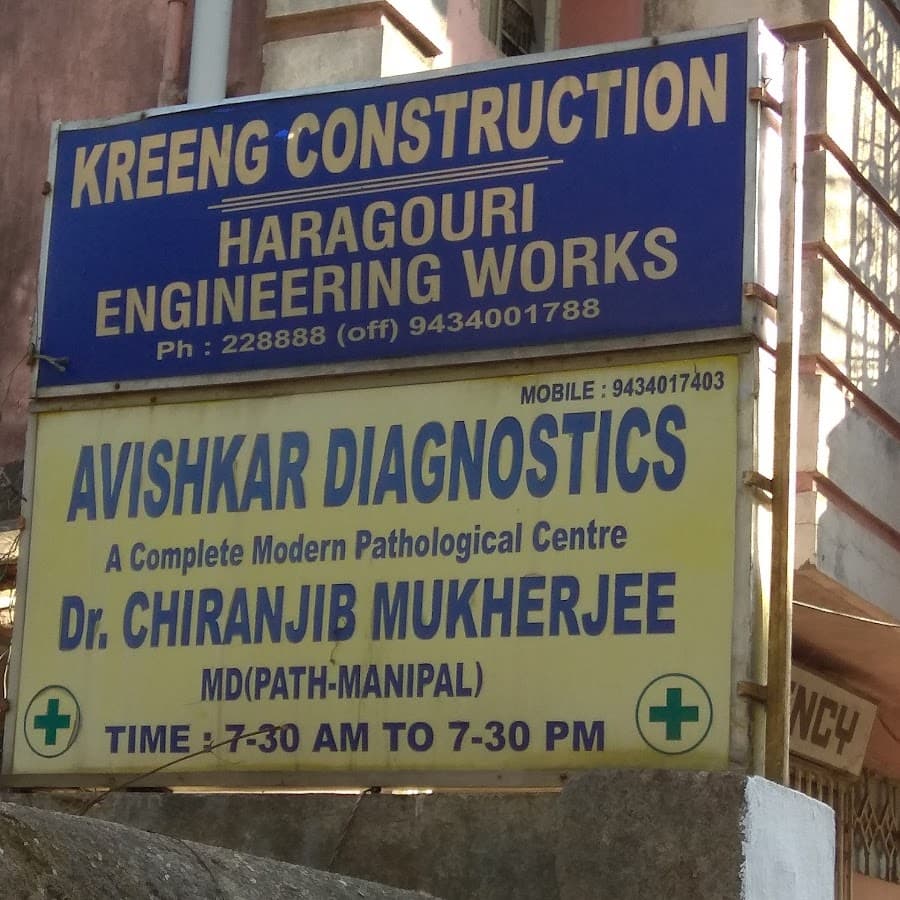 KREENG CONSTRUCTION
HARAGOURI
ENGINEERING WORKS
Ph : 228888 (off) 9434001788
MOBILE : 9434017403
AVISHKAR DIAGNOSTICS
A Complete Modern Pathological Centre
Dr. CHIRANJIB MUKHERJEE
MD(PATH-MANIPAL)
TIME : 7-30 AM TO 7-30 PM